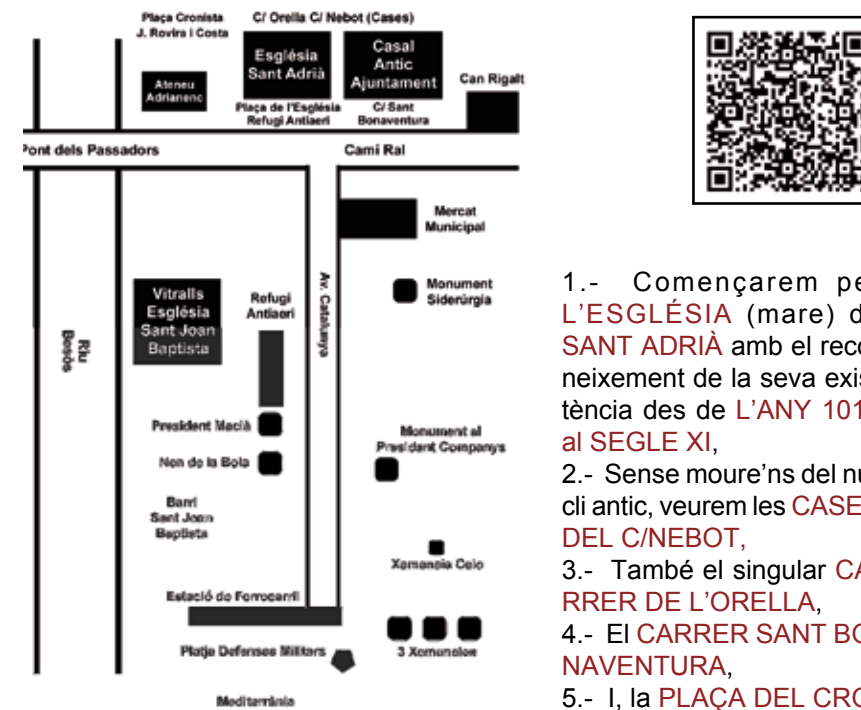 Plaça Cronista
J. Rovira i Costa
C/ Orella C/ Nebot (Cases)
Ateneu
Adrianenc
Església
Sant Adrià
Plaça de l'Església
Refugi Antiaeri
Casal
Antic
Ajuntament
C/ Sant
Bonaventura
Can Rigalt
Pont dels Passadors
Camí Ral
Mercat
Municipal
Vitralls
Església
Sant Joan
Baptista
Refugi
Antiaeri
Av. Catalunya
Monument
Siderúrgia
Riu
Besòs
President Macià
Nen de la Bola
Monument al
President Companys
Barri
Sant Joan
Baptista
Xemeneia Celo
Estació de Ferrocarril
Platje Defenses Militars
3 Xemeneies
Mediterrània
1.- Començarem pe
L'ESGLÉSIA (mare) d
SANT ADRIÀ amb el reco
neixement de la seva exis
tència des de L'ANY 101
al SEGLE XI,
2.- Sense moure'ns del nu
cli antic, veurem les CASE
DEL C/NEBOT,
3.- També el singular CA
RRER DE L'ORELLA,
4.- El CARRER SANT BO
NAVENTURA,
5.- I, la PLAÇA DEL CRO